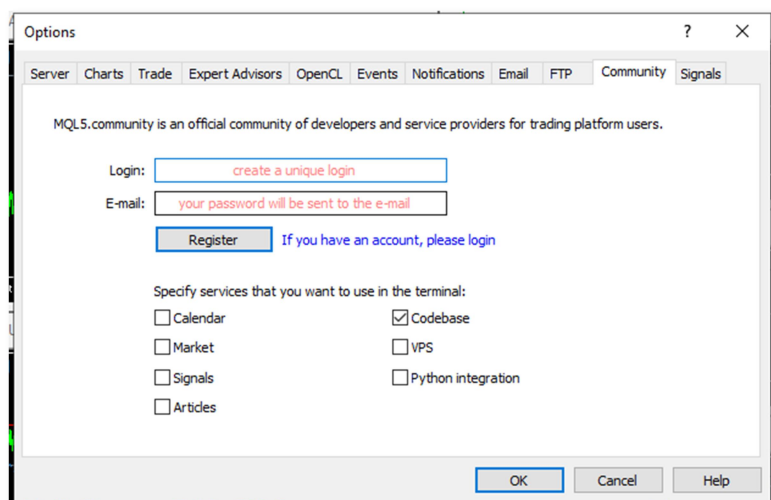 Options
?
Server Charts Trade Expert Advisors OpenCL Events Notifications Email FTP Community Signals
MQL5.community is an official community of developers and service providers for trading platform users.
Login: create a unique login
E-mail: your password will be sent to the e-mail
Register If you have an account, please login
Specify services that you want to use in the terminal:
Calendar Codebase
Market VPS
Signals Python integration
Articles
OK Cancel Help